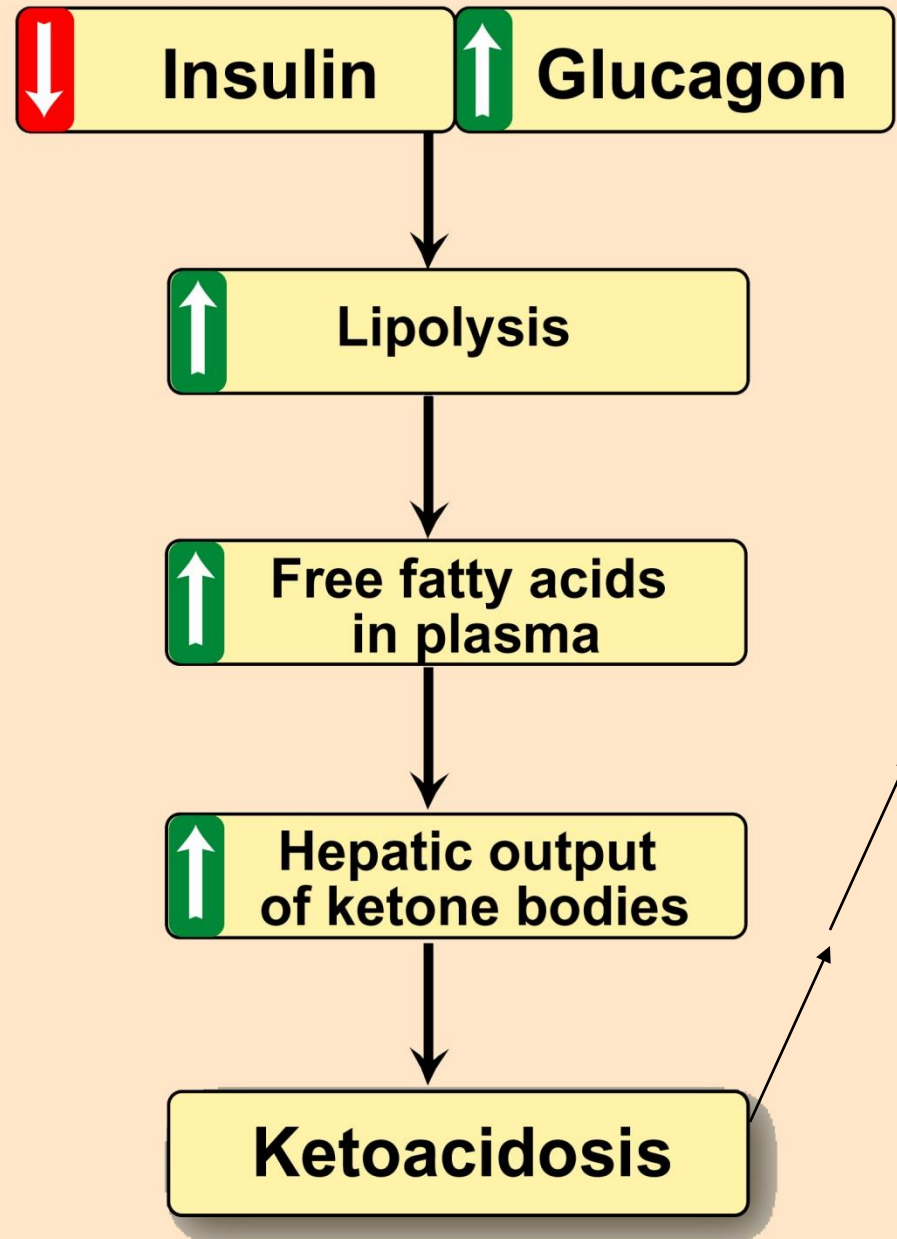 Insulin
Glucagon
Lipolysis
Free fatty acids
in plasma
Hepatic output
of ketone bodies
Ketoacidosis